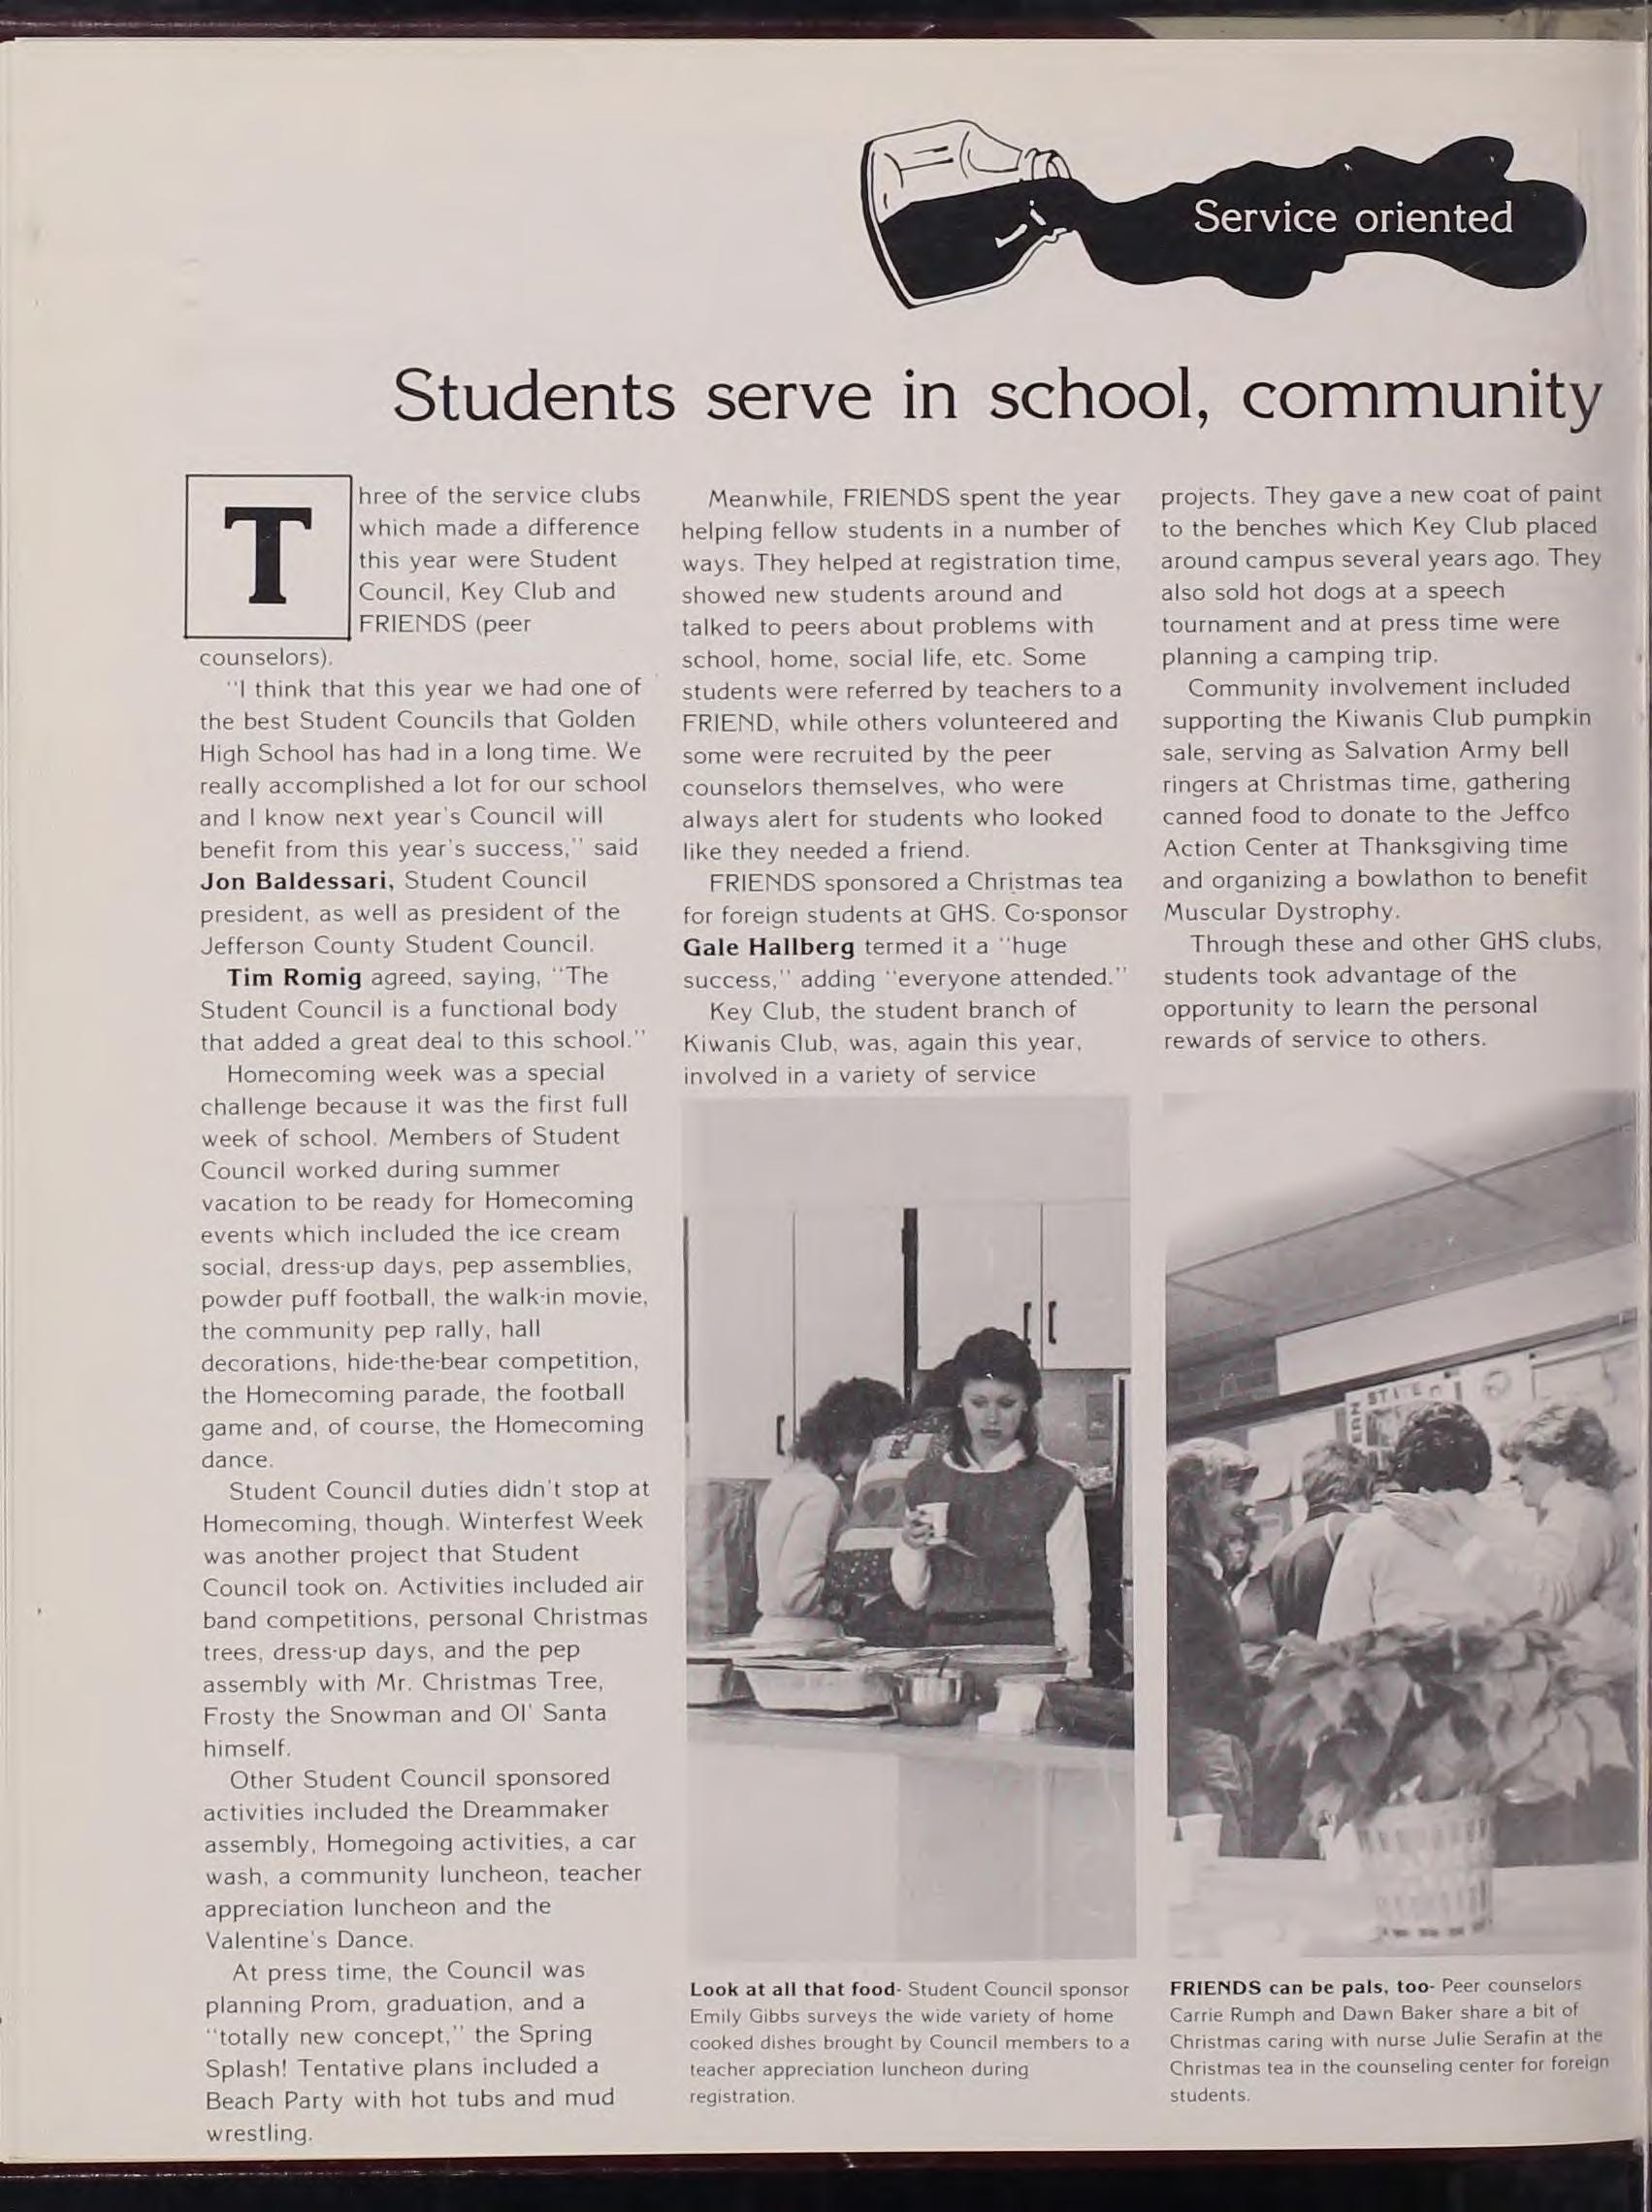 Service oriented
Students serve in school, community
Three of the service clubs
which made a difference
this year were Student
Council, Key Club and
FRIENDS (peer
counselors).
"I think that this year we had one of
the best Student Councils that Golden
High School has had in a long time. We
really accomplished a lot for our school
and I know next year's Council will
benefit from this year's success," said
Jon Baldessari, Student Council
president, as well as president of the
Jefferson County Student Council.
Tim Romig agreed, saying, "The
Student Council is a functional body
that added a great deal to this school."
Homecoming week was a special
challenge because it was the first full
week of school. Members of Student
Council worked during summer
vacation to be ready for Homecoming
events which included the ice cream
social, dress-up days, pep assemblies,
powder puff football, the walk-in movie,
the community pep rally, hall
decorations, hide-the-bear competition,
the Homecoming parade, the football
game and, of course, the Homecoming
dance.
Student Council duties didn't stop at
Homecoming, though. Winterfest Week
was another project that Student
Council took on. Activities included air
band competitions, personal Christmas
trees, dress-up days, and the pep
assembly with Mr. Christmas Tree,
Frosty the Snowman and Ol' Santa
himself.
Other Student Council sponsored
activities included the Dreammaker
assembly, Homegoing activities, a car
wash, a community luncheon, teacher
appreciation luncheon and the
Valentine's Dance.
At press time, the Council was
planning Prom, graduation, and a
"totally new concept," the Spring
Splash! Tentative plans included a
Beach Party with hot tubs and mud
wrestling.
Meanwhile, FRIENDS spent the year
helping fellow students in a number of
ways. They helped at registration time,
showed new students around and
talked to peers about problems with
school, home, social life, etc. Some
students were referred by teachers to a
FRIEND, while others volunteered and
some were recruited by the peer
counselors themselves, who were
always alert for students who looked
like they needed a friend.
FRIENDS sponsored a Christmas tea
for foreign students at GHS. Co-sponsor
Gale Hallberg termed it a "huge
success," adding "everyone attended."
Key Club, the student branch of
Kiwanis Club, was, again this year,
involved in a variety of service
projects. They gave a new coat of paint
to the benches which Key Club placed
around campus several years ago. They
also sold hot dogs at a speech
tournament and at press time were
planning a camping trip.
Community involvement included
supporting the Kiwanis Club pumpkin
sale, serving as Salvation Army bell
ringers at Christmas time, gathering
canned food to donate to the Jeffco
Action Center at Thanksgiving time
and organizing a bowlathon to benefit
Muscular Dystrophy.
Through these and other GHS clubs,
students took advantage of the
opportunity to learn the personal
rewards of service to others.
Look at all that food- Student Council sponsor
Emily Gibbs surveys the wide variety of home
cooked dishes brought by Council members to a
teacher appreciation luncheon during
registration.
FRIENDS can be pals, too- Peer counselors
Carrie Rumph and Dawn Baker share a bit of
Christmas caring with nurse Julie Serafin at the
Christmas tea in the counseling center for foreign
students.